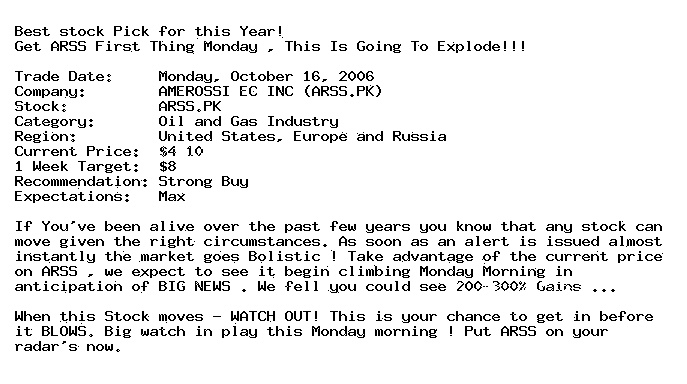 Best stock Pick for this Year!
Get ARSS First Thing Monday , This Is Going To Explode!!!
Trade Date: Monday, October 16, 2006
Company: AMEROSSI EC INC (ARSS.PK)
Stock: ARSS.PK
Category: Oil and Gas Industry
Region: United States, Europe and Russia
Current Price: $4 10
1 Week Target: $8
Recommendation: Strong Buy
Expectations: Max
If You've been alive over the past few years you know that any stock can
move given the right circumstances. As soon as an alert is issued almost
instantly the market goes Bolistic ! Take advantage of the current price
on ARSS , we expect to see it begin climbing Monday Morning in
anticipation of BIG NEWS . We fell you could see 200-300% Gains ...
When this Stock moves - WATCH OUT! This is your chance to get in before
it BLOWS. Big watch in play this Monday morning ! Put ARSS on your
radar's now.